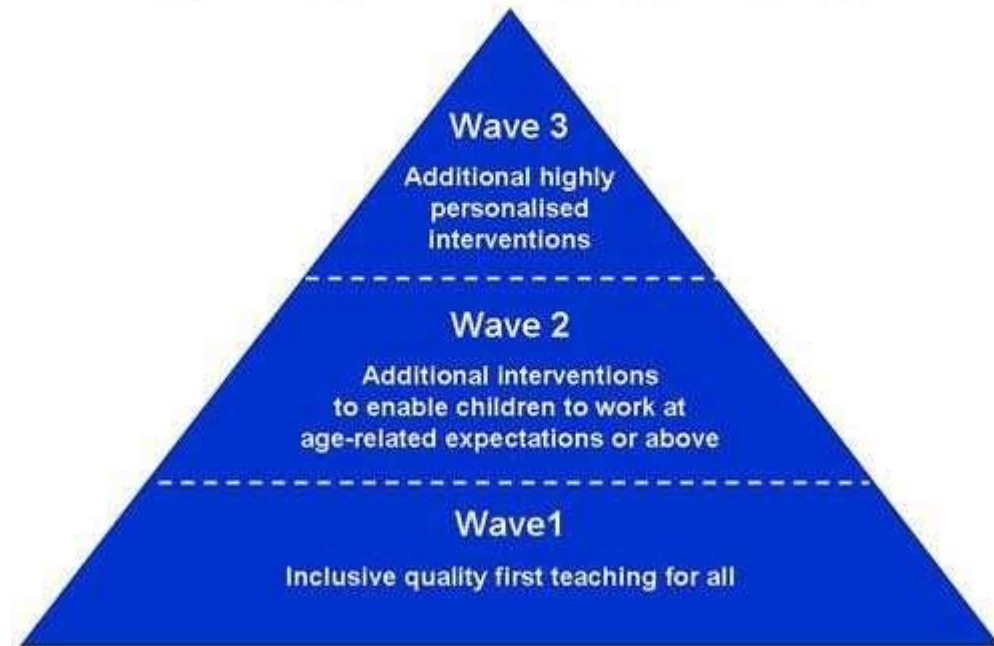 Wave 3
Additional highly
personalised
interventions
Wave 2
Additional interventions
to enable children to work at
age-related expectations or above
Wave1
Inclusive quality first teaching for all